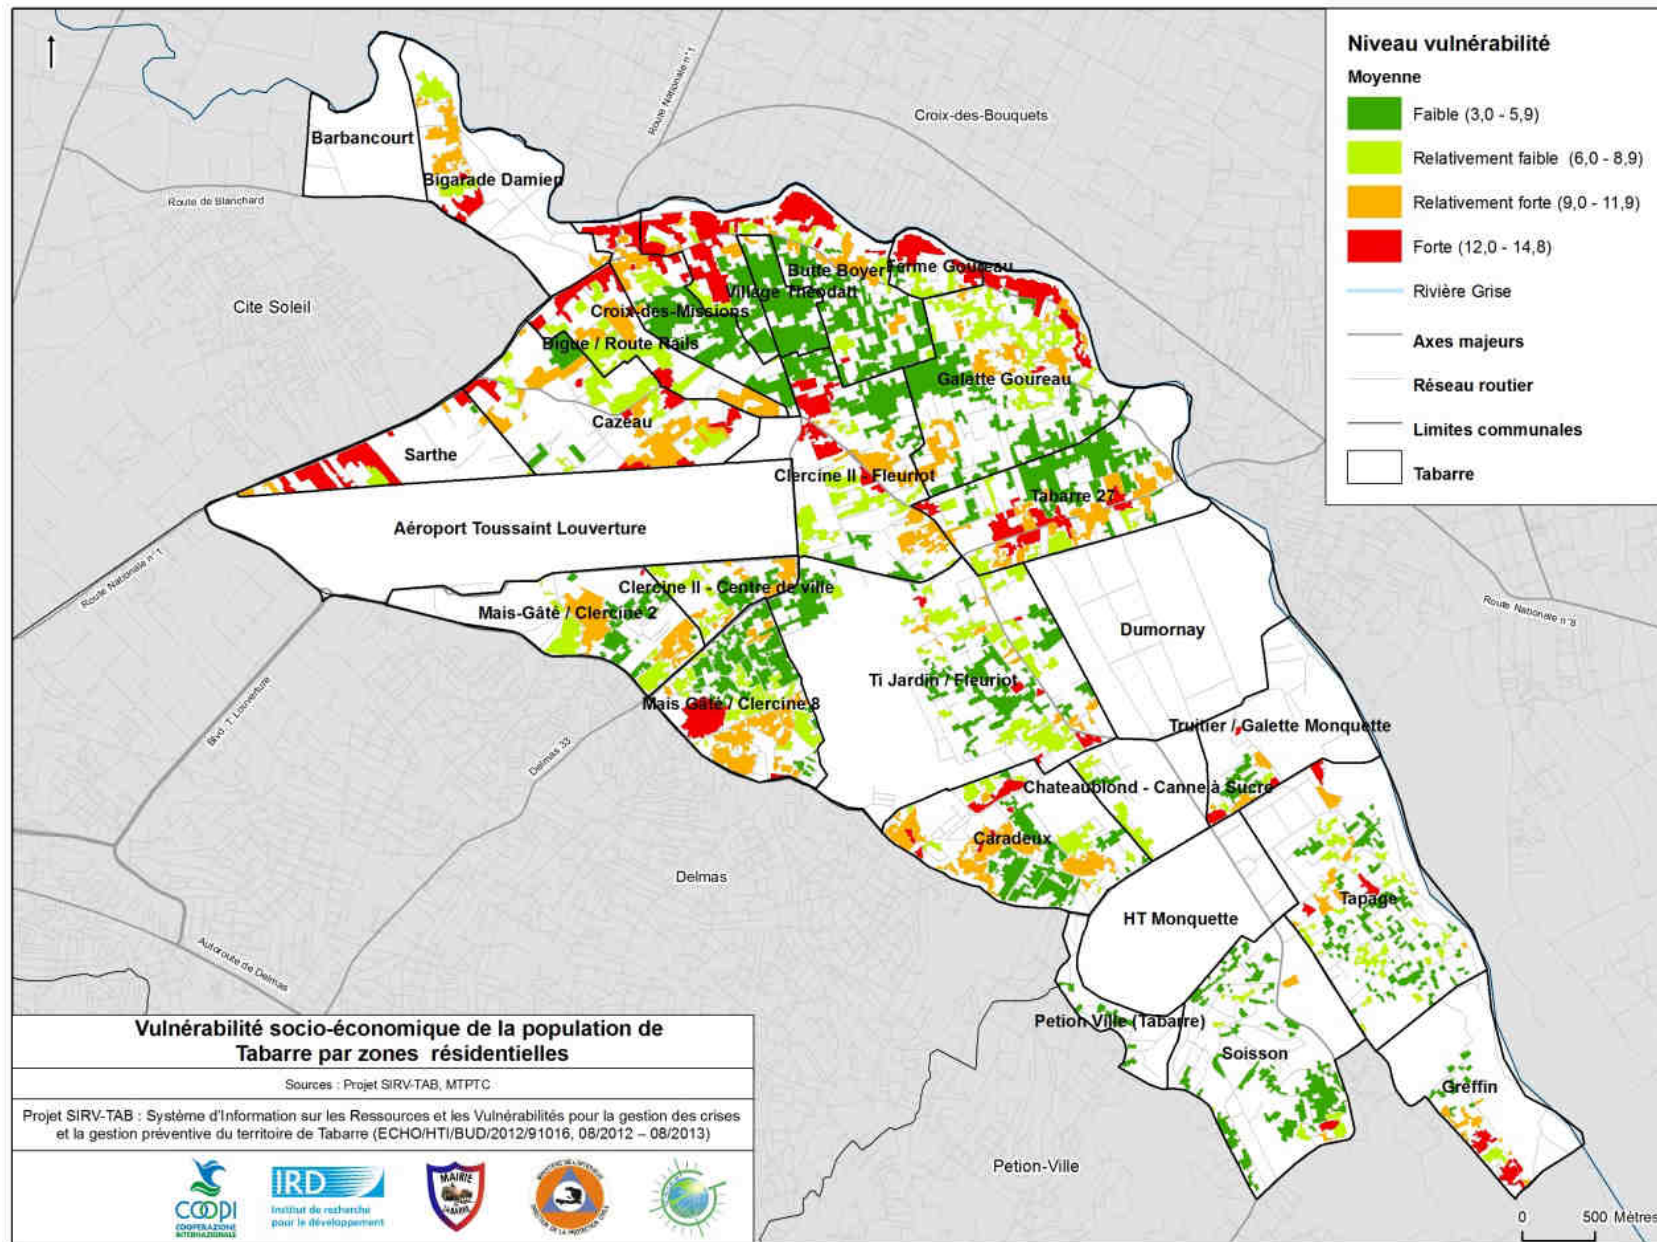 Niveau vulnérabilité
Moyenne
Faible (3,0 - 5,9)
Relativement faible (6,0 - 8,9)
Relativement forte (9,0 - 11,9)
Forte (12,0 - 14,8)
Rivière Grise
Axes majeurs
Réseau routier
Limites communales
Tabarre
Route Nationale n°1
Croix-des-Bouquets
Barbancourt
Bigarade Damien
Route de Blanchard
Cite Soleil
Butte Boyer
Ferme Goureau
Village Théodatt
Croix-des-Missions
Bigue / Route Rails
Galette Goureau
Cazeau
Sarthe
Clercine II - Fleuriot
Tabarre 27
Aéroport Toussaint Louverture
Route Nationale n°1
Clercine II - Centre de ville
Mais-Gâté / Clercine 2
Route Nationale n°8
Dumornay
Ti Jardin / Fleuriot
Mais Gâté / Clercine 8
Blvd. T. Louverture
Delmas 33
Truitier / Galette Monquette
Chateaublond - Canne à Sucre
Caradeux
Delmas
Tapage
HT Monquette
Autoroute de Delmas
Petion Ville (Tabarre)
Soisson
Greffin
Petion-Ville
Vulnérabilité socio-économique de la population de
Tabarre par zones résidentielles
Sources : Projet SIRV-TAB, MTPTC
Projet SIRV-TAB : Système d'Information sur les Ressources et les Vulnérabilités pour la gestion des crises
et la gestion préventive du territoire de Tabarre (ECHO/HTI/BUD/2012/91016, 08/2012 – 08/2013)
COOPI
COOPERAZIONE
INTERNAZIONALE
IRD
Institut de recherche
pour le développement
MAIRIE
TABARRE
DIRECTION DE LA PROTECTION CIVILE
0 500 Mètres